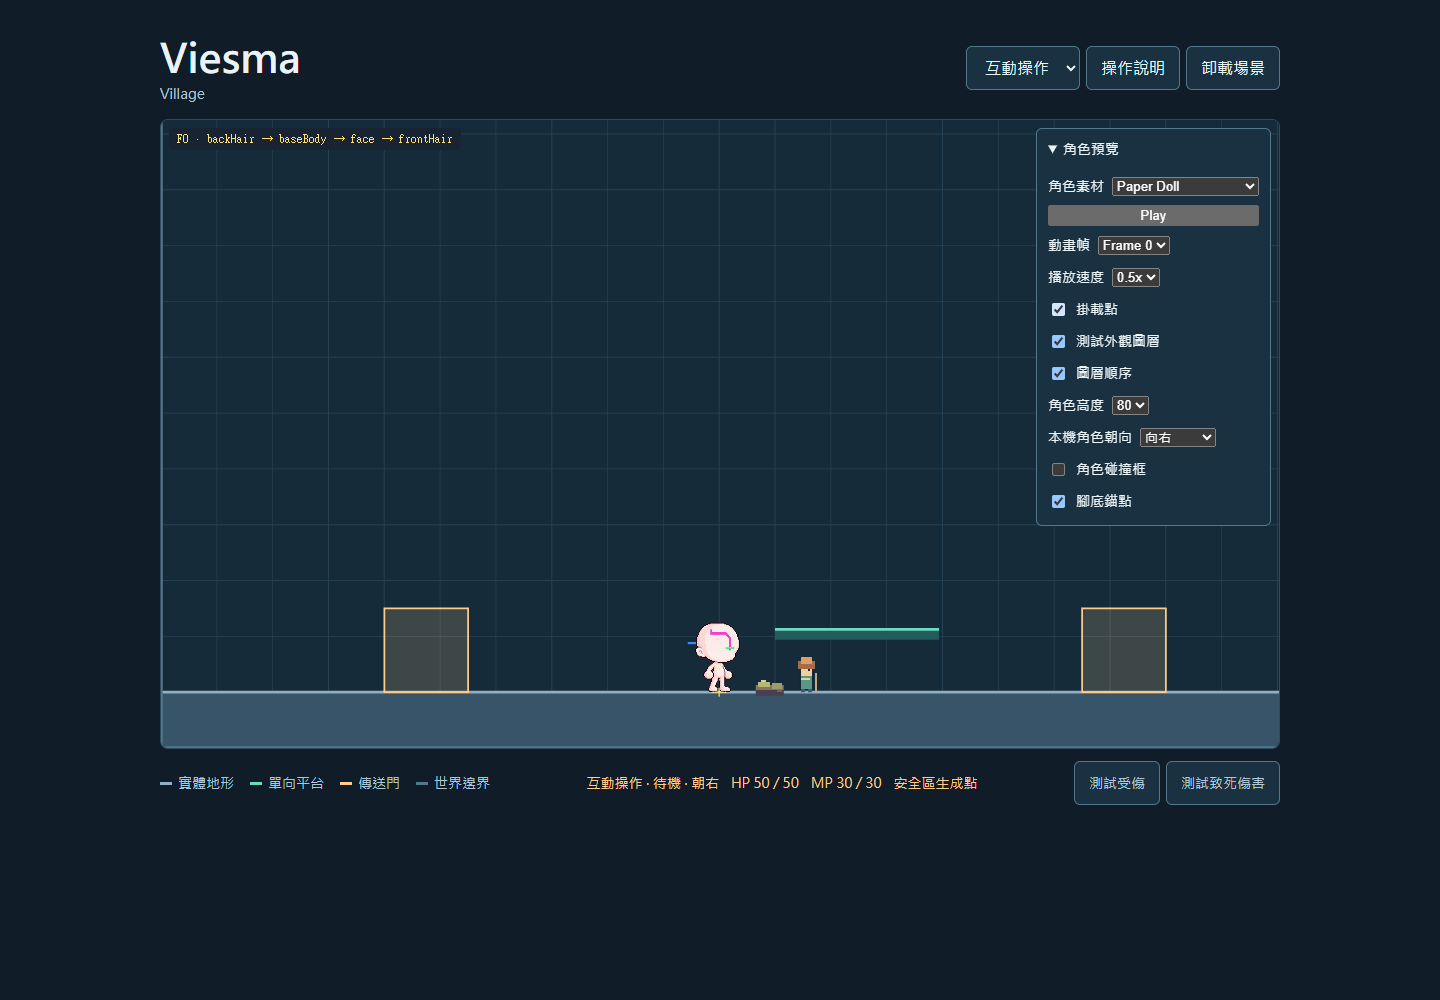 Viesma
Village
互動操作
操作說明
卸載場景
F0 · backHair → baseBody → face → frontHair
▼ 角色預覽
角色素材 Paper Doll
Play
動畫幀 Frame 0
播放速度 0.5x
掛載點
測試外觀圖層
圖層順序
角色高度 80
本機角色朝向 向右
角色碰撞框
腳底錨點
實體地形 單向平台 傳送門 世界邊界
互動操作 · 待機 · 朝右 HP 50 / 50 MP 30 / 30 安全區生成點
測試受傷
測試致死傷害